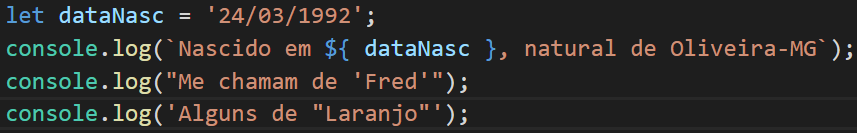 let dataNasc = '24/03/1992';
console.log(`Nascido em ${ dataNasc }, natural de Oliveira-MG`);
console.log("Me chamam de 'Fred'");
console.log('Alguns de "Laranjo"');